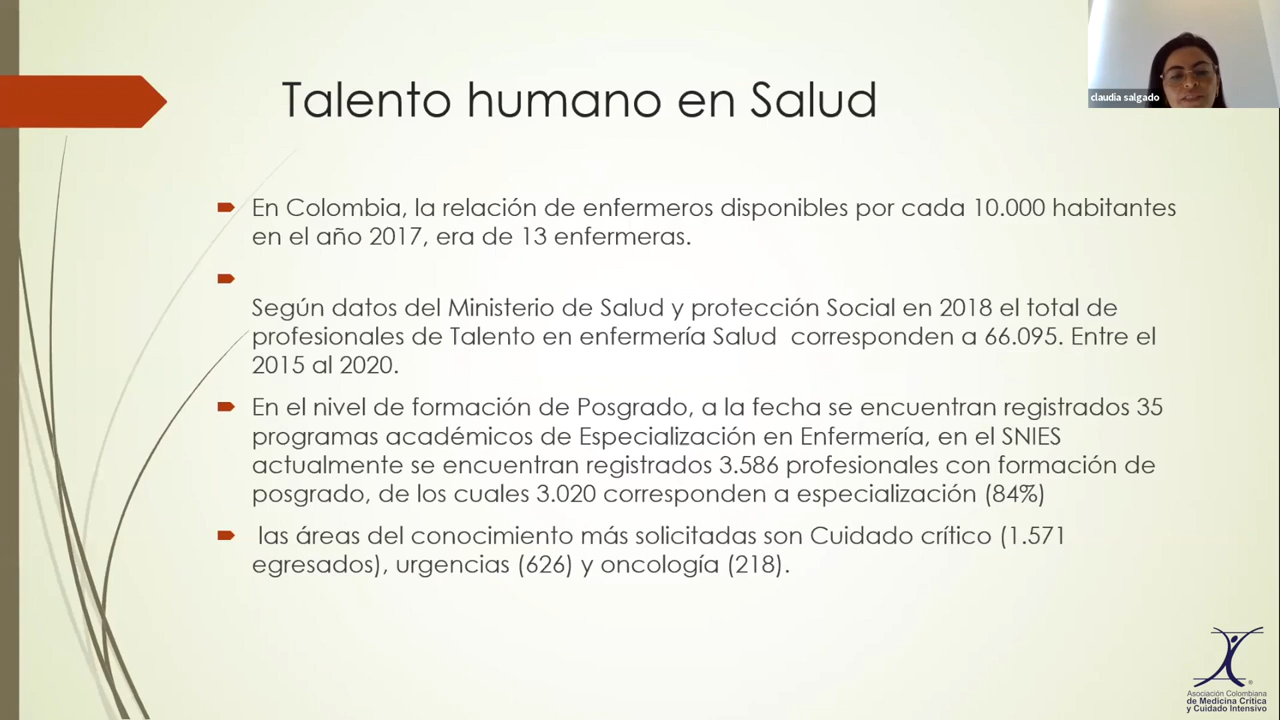 claudia salgado
Talento humano en Salud
En Colombia, la relación de enfermeros disponibles por cada 10.000 habitantes
en el año 2017, era de 13 enfermeras.
Según datos del Ministerio de Salud y protección Social en 2018 el total de
profesionales de Talento en enfermería Salud  corresponden a 66.095. Entre el
2015 al 2020.
En el nivel de formación de Posgrado, a la fecha se encuentran registrados 35
programas académicos de Especialización en Enfermería, en el SNIES
actualmente se encuentran registrados 3.586 profesionales con formación de
posgrado, de los cuales 3.020 corresponden a especialización (84%)
las áreas del conocimiento más solicitadas son Cuidado crítico (1.571
egresados), urgencias (626) y oncología (218).
Asociación Colombiana
de Medicina Crítica
y Cuidado Intensivo